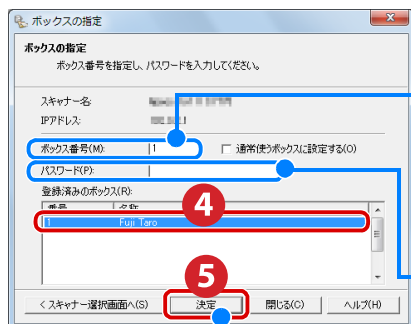 ボックスの指定
ボックスの指定
ボックス番号を指定し、パスワードを入力してください。
スキャナー名:
IPアドレス:
ボックス番号(M): 1 通常使うボックスに設定する(O)
パスワード(P):
登録済みのボックス(R):
番号 名称
4
1 Fuji Taro
5
< スキャナー選択画面へ(S) 決定 閉じる(C) ヘルプ(H)